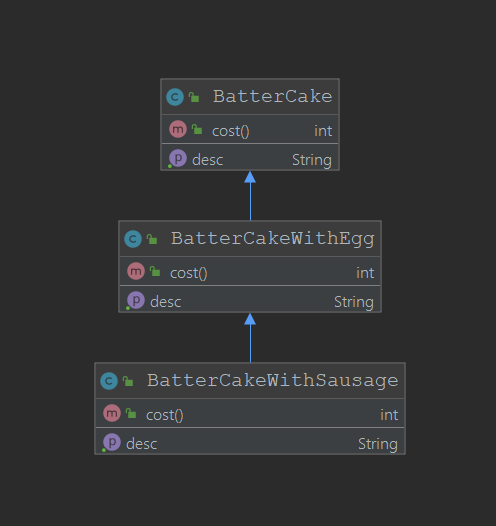 C BatterCake
m cost() int
p desc String
C BatterCakeWithEgg
m cost() int
p desc String
C BatterCakeWithSausage
m cost() int
p desc String